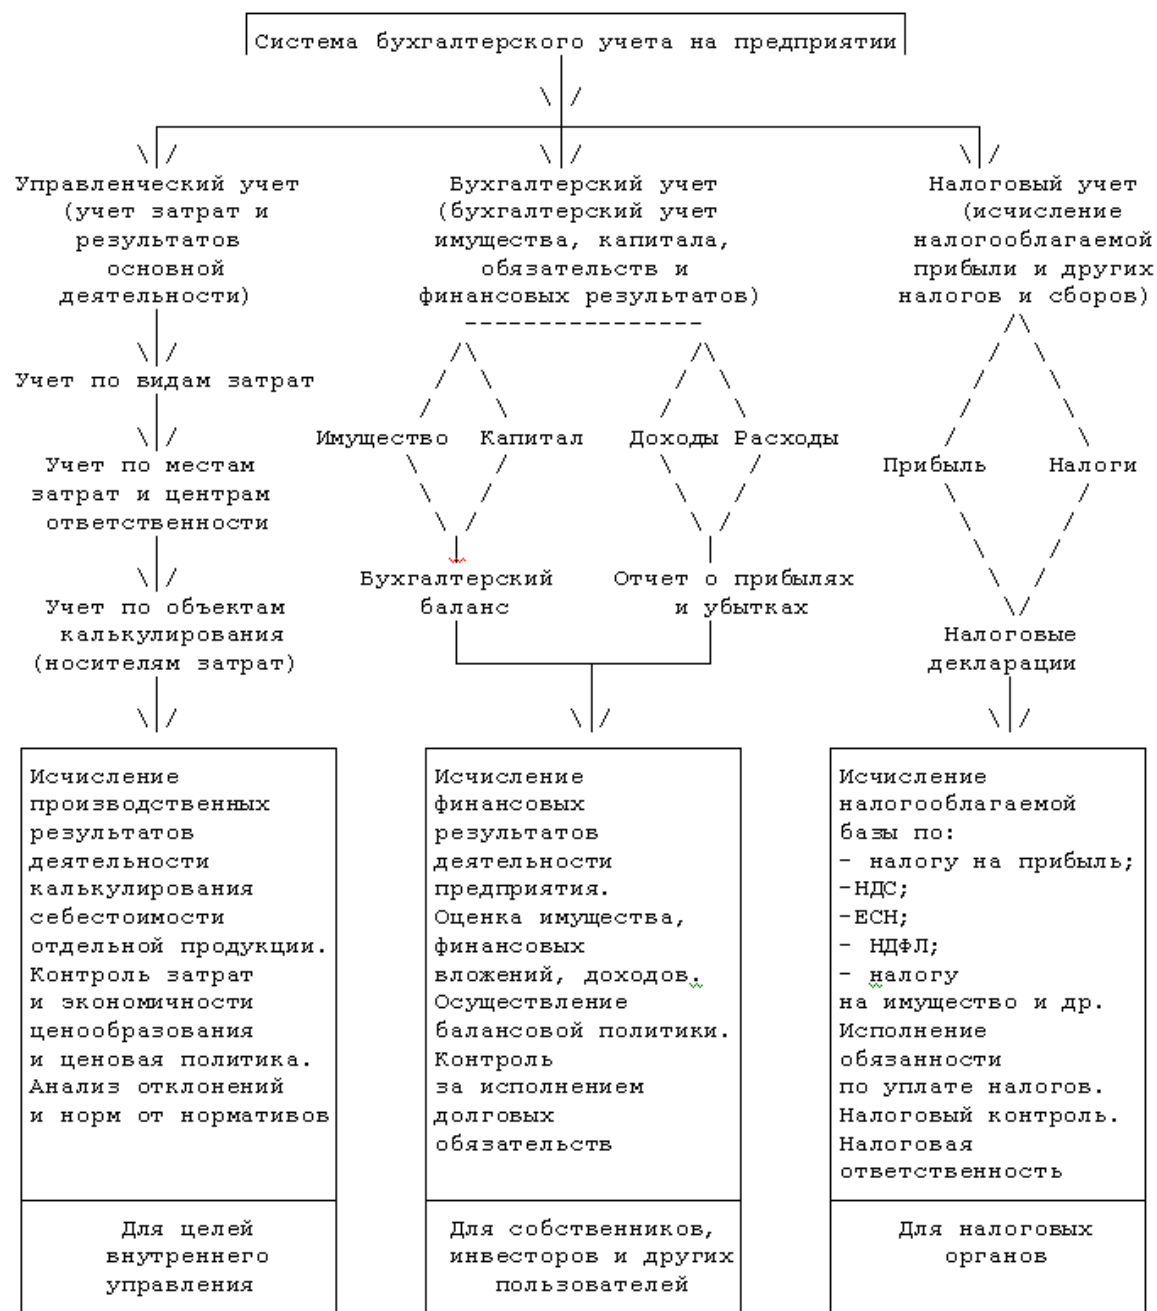 Система бухгалтерского учета на предприятии
Управленческий учет
(учет затрат и
результатов
основной
деятельности)
Учет по видам затрат
Учет по местам
затрат и центрам
ответственности
Учет по объектам
калькулирования
(носителям затрат)
Бухгалтерский учет
(бухгалтерский учет
имущества, капитала,
обязательств и
финансовых результатов)
Имущество Капитал
Доходы Расходы
Бухгалтерский
баланс
Отчет о прибылях
и убытках
Налоговый учет
(исчисление
налогооблагаемой
прибыли и других
налогов и сборов)
Прибыль Налоги
Налоговые
декларации
Исчисление
производственных
результатов
деятельности
калькулирования
себестоимости
отдельной продукции.
Контроль затрат
и экономичности
ценообразования
и ценовая политика.
Анализ отклонений
и норм от нормативов
Для целей
внутреннего
управления
Исчисление
финансовых
результатов
деятельности
предприятия.
Оценка имущества,
финансовых
вложений, доходов.
Осуществление
балансовой политики.
Контроль
за исполнением
долговых
обязательств
Для собственников,
инвесторов и других
пользователей
Исчисление
налогооблагаемой
базы по:
- налогу на прибыль;
-НДС;
-ЕСН;
- НДФЛ;
- налогу
на имущество и др.
Исполнение
обязанности
по уплате налогов.
Налоговый контроль.
Налоговая
ответственность
Для налоговых
органов